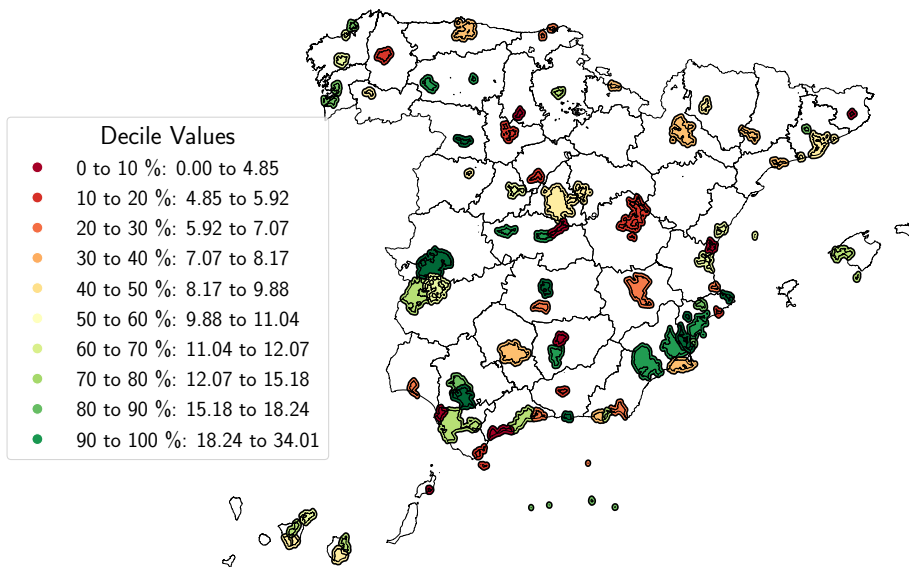 Decile Values
0 to 10 %: 0.00 to 4.85
10 to 20 %: 4.85 to 5.92
20 to 30 %: 5.92 to 7.07
30 to 40 %: 7.07 to 8.17
40 to 50 %: 8.17 to 9.88
50 to 60 %: 9.88 to 11.04
60 to 70 %: 11.04 to 12.07
70 to 80 %: 12.07 to 15.18
80 to 90 %: 15.18 to 18.24
90 to 100 %: 18.24 to 34.01